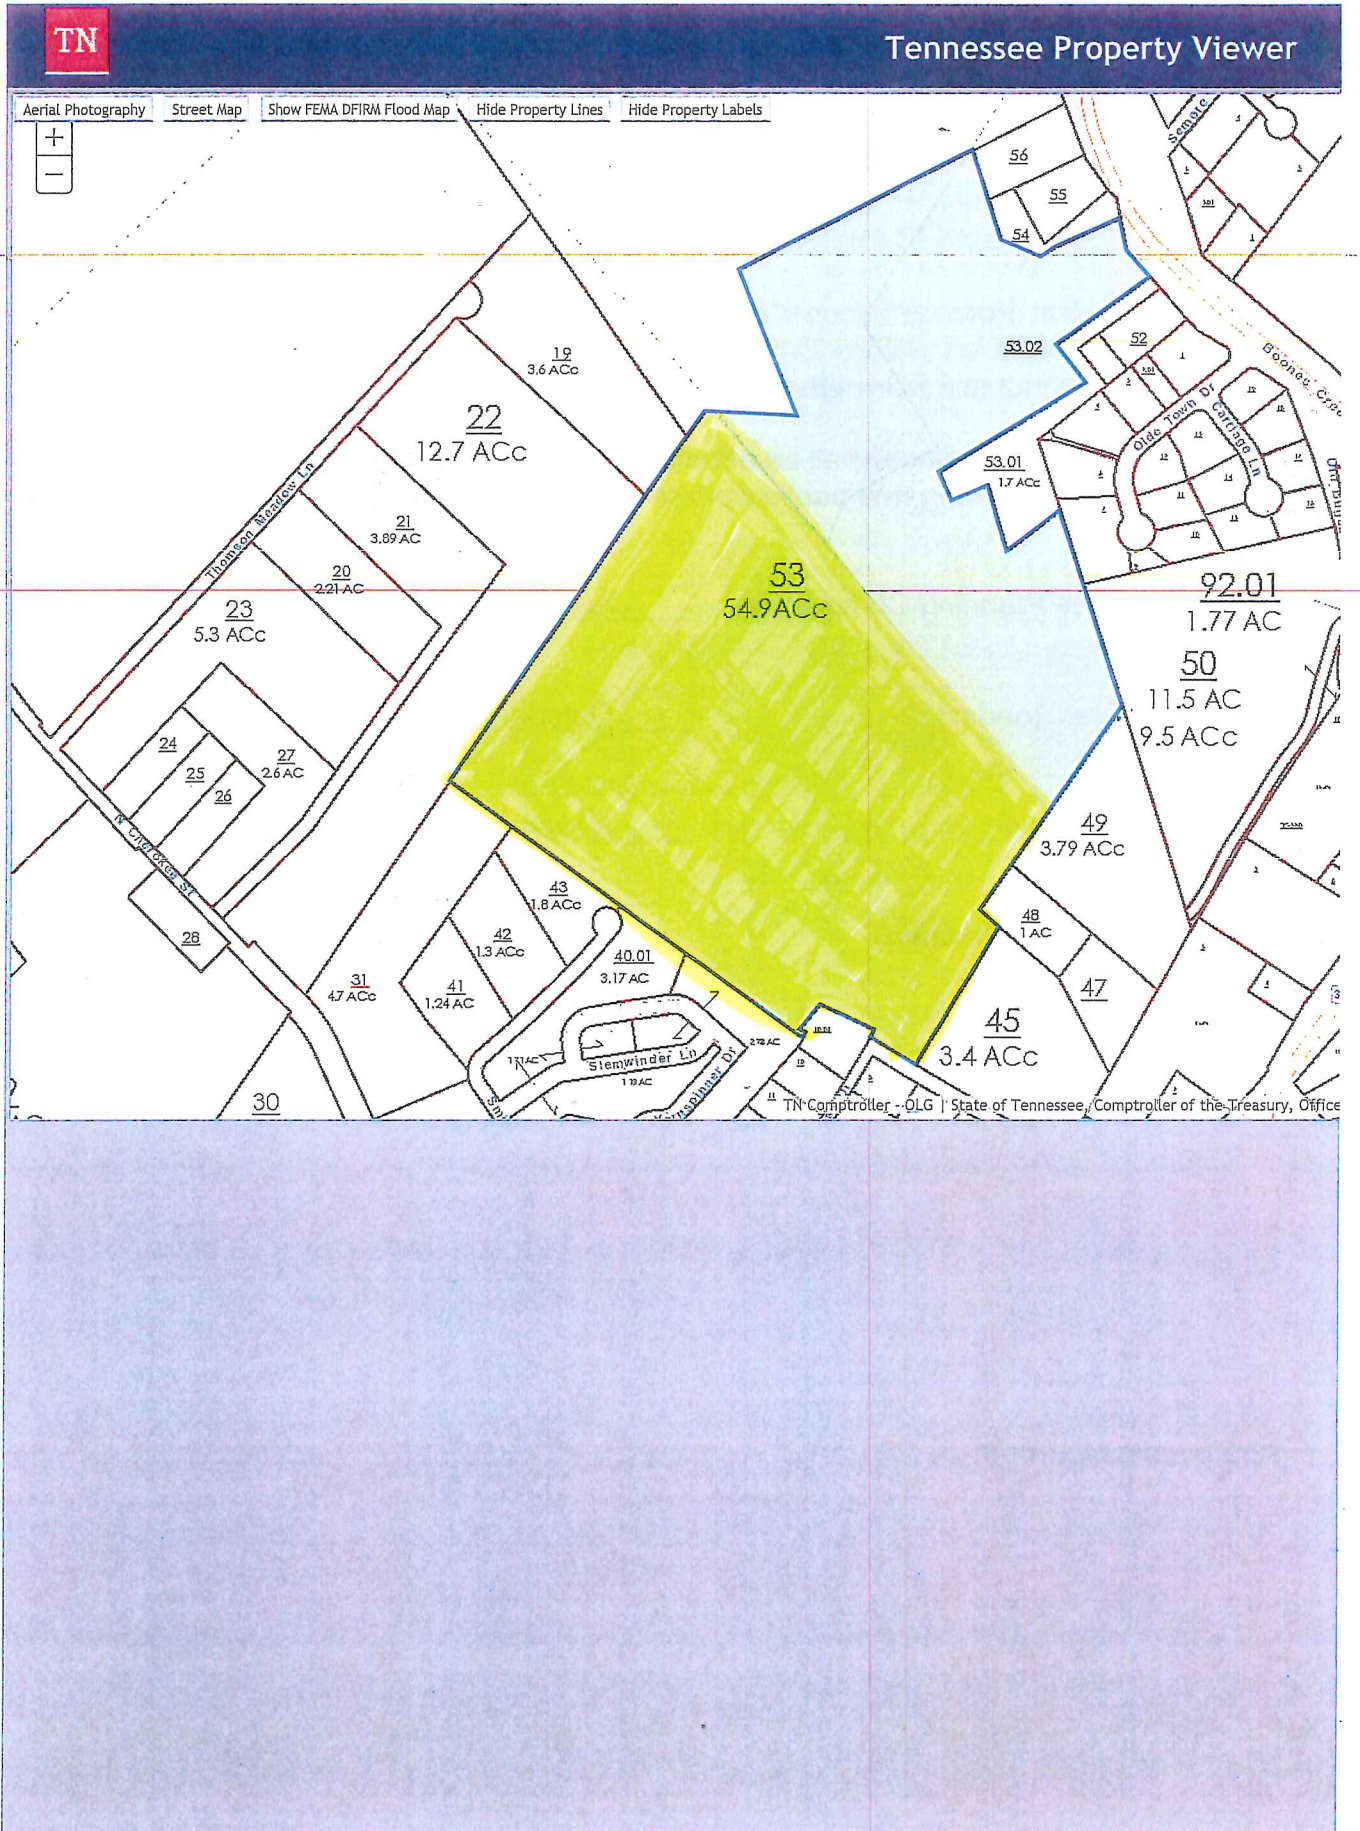 TN
Tennessee Property Viewer
Aerial Photography
Street Map
Show FEMA DFIRM Flood Map
Hide Property Lines
Hide Property Labels
+
−
56
55
54
53.02
52
19
3.6 ACc
22
12.7 ACc
53.01
1.7 ACc
Olde Town Dr
Carriage Ln
Thomson Meadow Ln
21
3.89 AC
20
2.21 AC
23
5.3 ACc
53
54.9ACc
92.01
1.77 AC
50
11.5 AC
9.5 ACc
24
25
26
27
2.6 AC
N Cherokee St
28
49
3.79 ACc
48
1 AC
47
43
1.8 ACc
42
1.3 ACc
41
1.24 AC
40.01
3.17 AC
31
4.7 ACc
45
3.4 ACc
Stemwinder Ln
30
TN Comptroller - OLG | State of Tennessee, Comptroller of the Treasury, Office